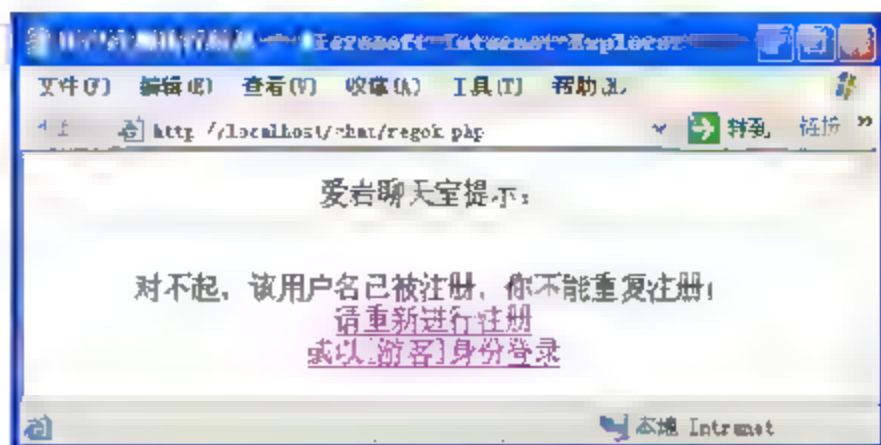 Microsoft Internet Explorer
文件(F) 编辑(E) 查看(V) 收藏(A) 工具(T) 帮助(H)
http://localhost/chat/regok.php 转到 链接 »
爱岩聊天室提示:
对不起，该用户名已被注册，你不能重复注册!
请重新进行注册
或以[游客]身份登录
本地 Intranet